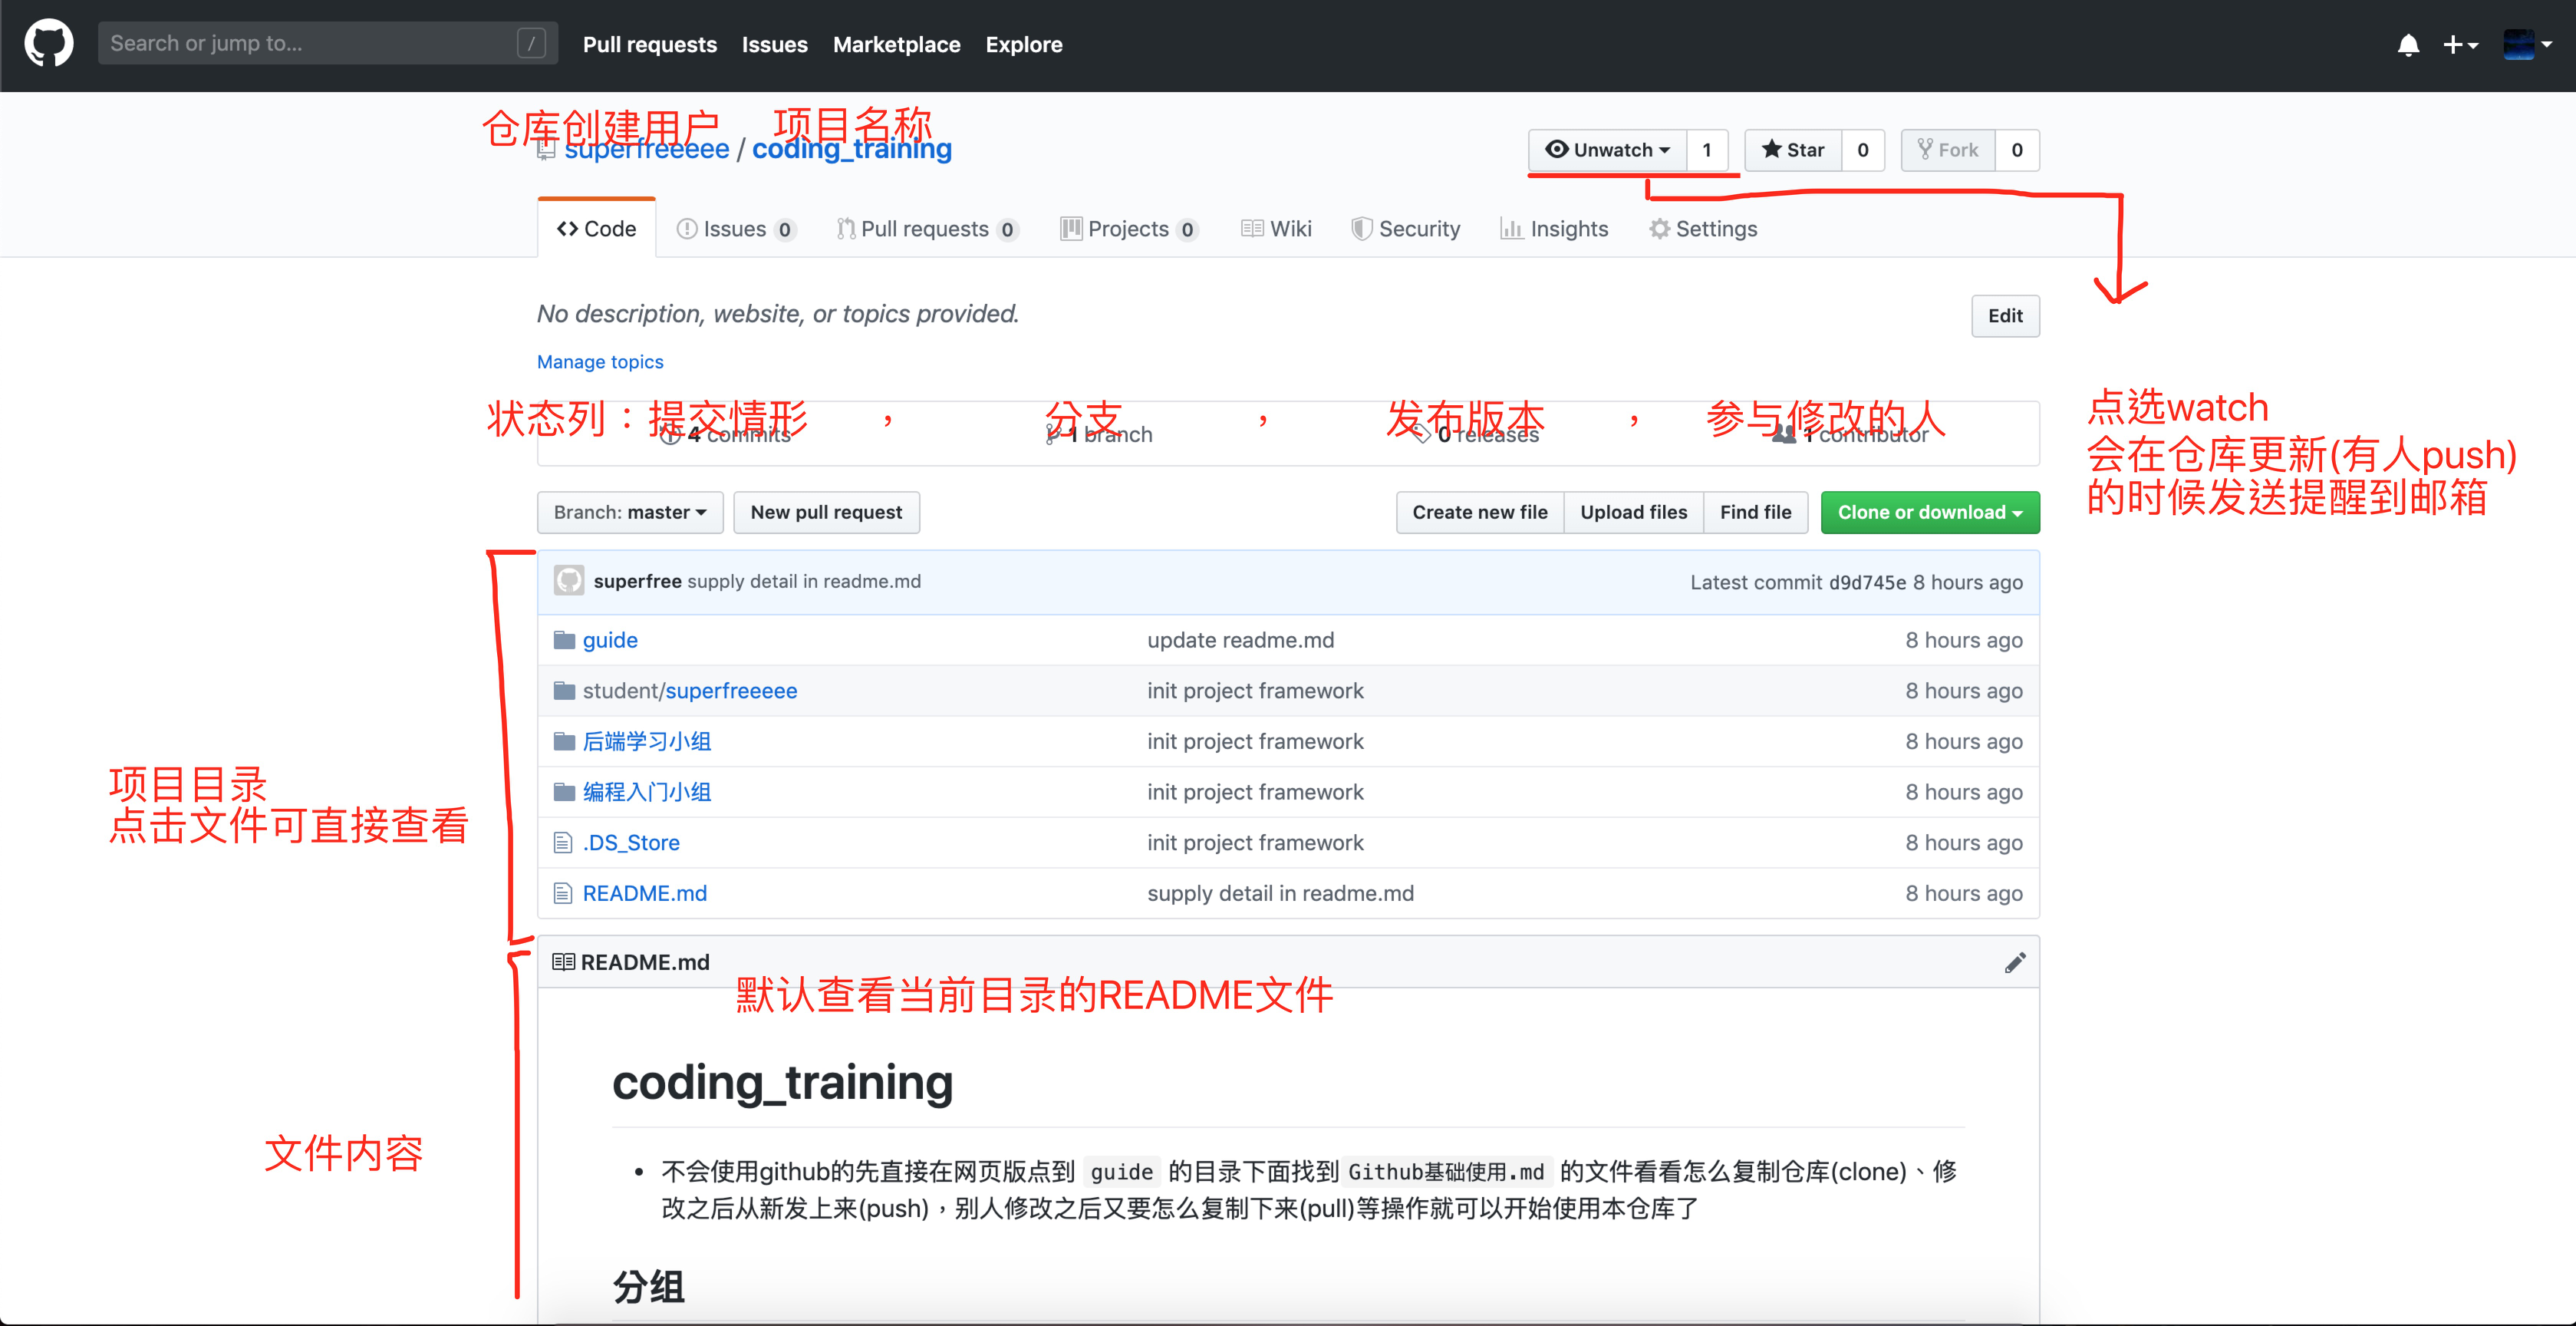 Search or jump to... /
Pull requests Issues Marketplace Explore
仓库创建用户 项目名称
superfreeeee / coding_training
Unwatch 1 Star 0 Fork 0
Code Issues 0 Pull requests 0 Projects 0 Wiki Security Insights Settings
No description, website, or topics provided.
Edit
Manage topics
状态列：提交情形 ， 分支 ， 发布版本 ， 参与修改的人
4 commits 1 branch 0 releases 1 contributor
点选watch
会在仓库更新(有人push)
的时候发送提醒到邮箱
Branch: master New pull request Create new file Upload files Find file Clone or download
superfree supply detail in readme.md Latest commit d9d745e 8 hours ago
guide update readme.md 8 hours ago
student/superfreeeee init project framework 8 hours ago
后端学习小组 init project framework 8 hours ago
编程入门小组 init project framework 8 hours ago
.DS_Store init project framework 8 hours ago
README.md supply detail in readme.md 8 hours ago
项目目录
点击文件可直接查看
README.md
默认查看当前目录的README文件
coding_training
文件内容
不会使用github的先直接在网页版点到 guide 的目录下面找到 Github基础使用.md 的文件看看怎么复制仓库(clone)、修
改之后从新发上来(push)，别人修改之后又要怎么复制下来(pull)等操作就可以开始使用本仓库了
分组